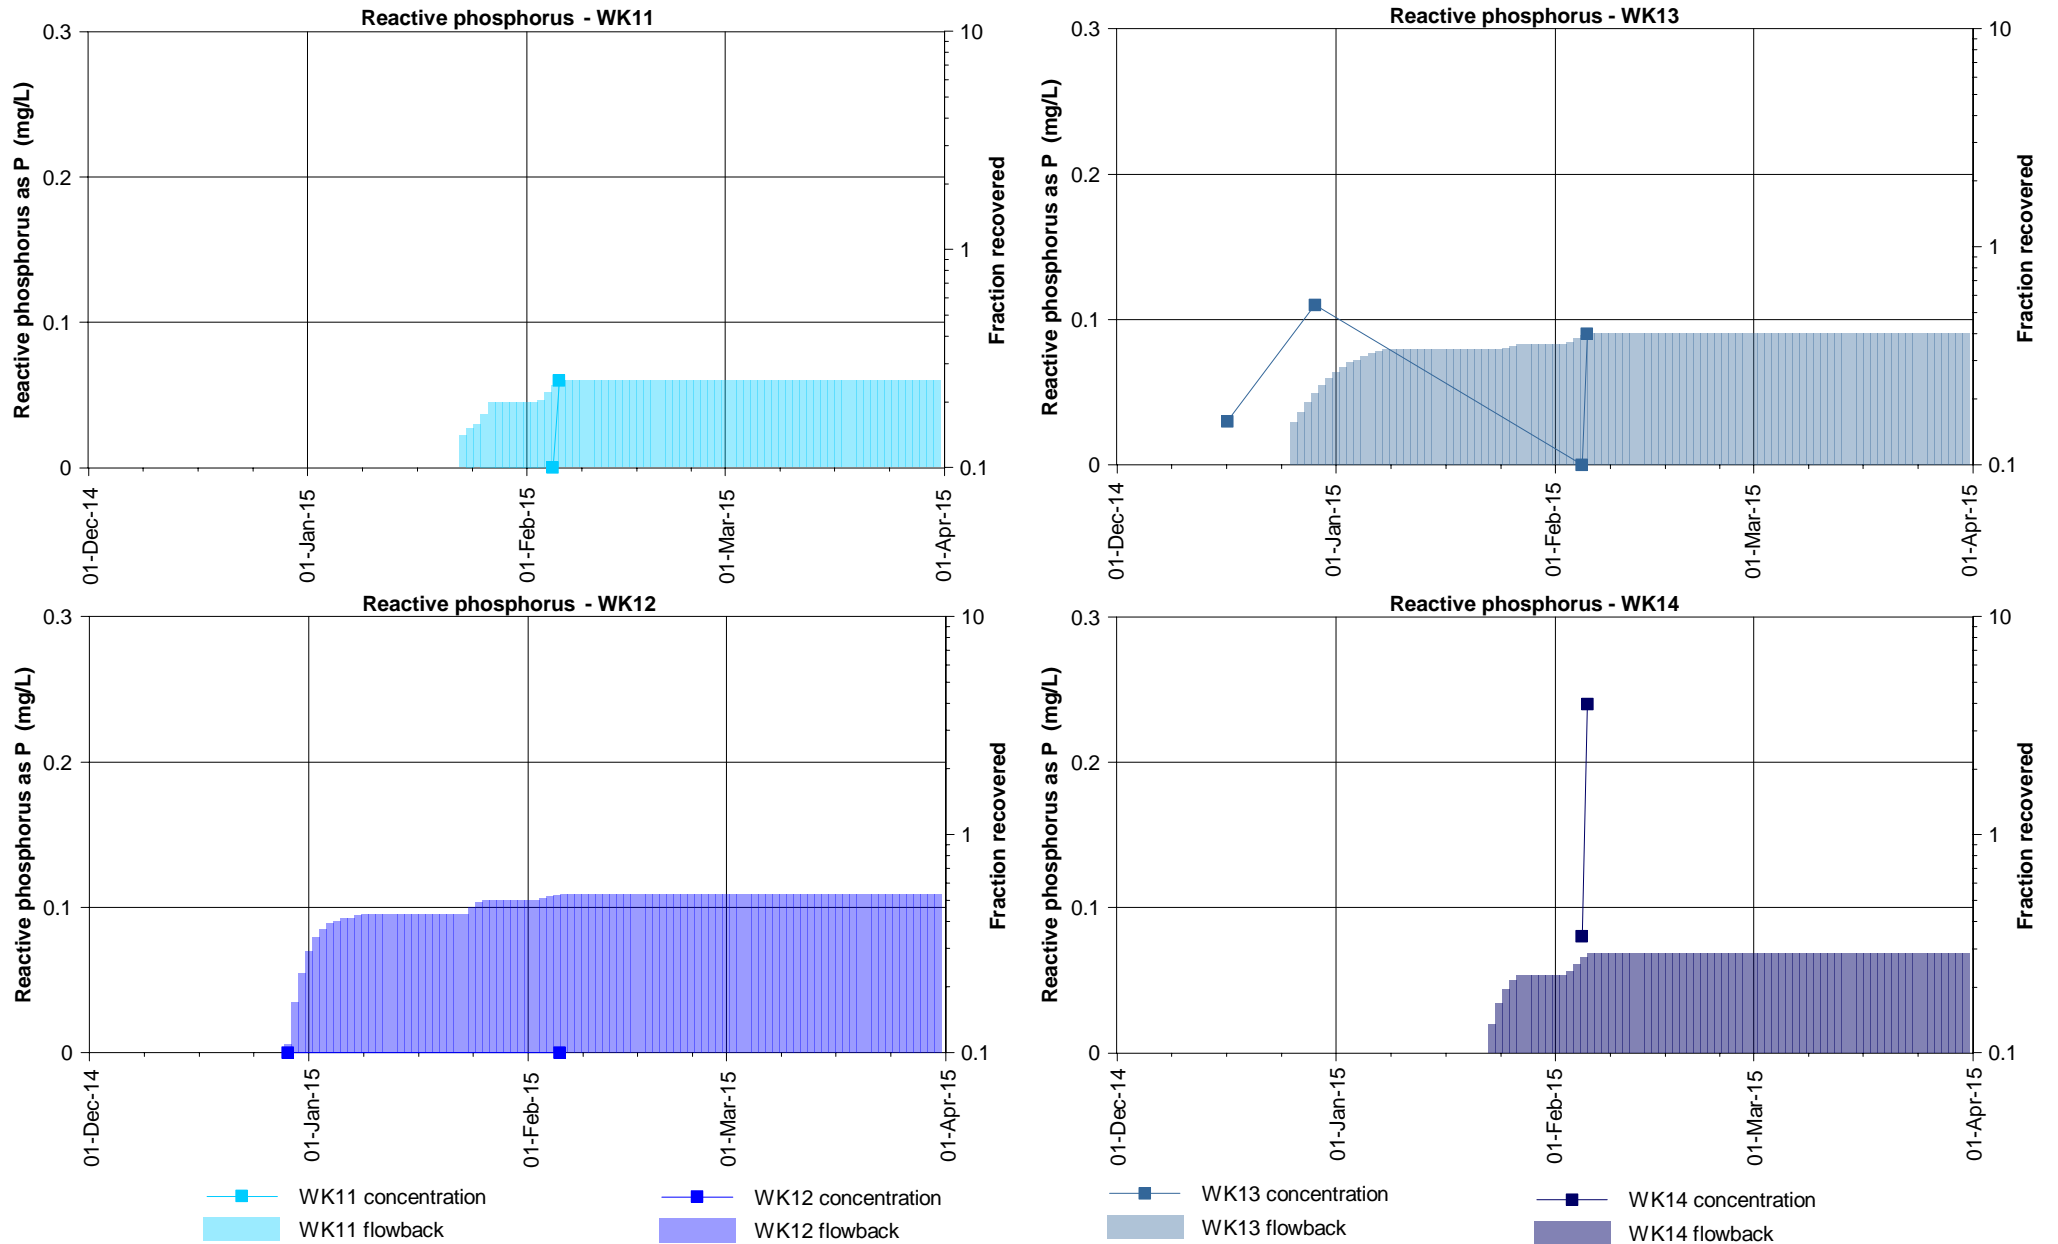 Reactive phosphorus - WK11
Reactive phosphorus as P (mg/L)
0.3
0.2
0.1
0
10
1
0.1
Fraction recovered
01-Dec-14
01-Jan-15
01-Feb-15
01-Mar-15
01-Apr-15
Reactive phosphorus - WK13
Reactive phosphorus as P (mg/L)
0.3
0.2
0.1
0
10
1
0.1
Fraction recovered
01-Dec-14
01-Jan-15
01-Feb-15
01-Mar-15
01-Apr-15
Reactive phosphorus - WK12
Reactive phosphorus as P (mg/L)
0.3
0.2
0.1
0
10
1
0.1
Fraction recovered
01-Dec-14
01-Jan-15
01-Feb-15
01-Mar-15
01-Apr-15
Reactive phosphorus - WK14
Reactive phosphorus as P (mg/L)
0.3
0.2
0.1
0
10
1
0.1
Fraction recovered
01-Dec-14
01-Jan-15
01-Feb-15
01-Mar-15
01-Apr-15
WK11 concentration
WK11 flowback
WK12 concentration
WK12 flowback
WK13 concentration
WK13 flowback
WK14 concentration
WK14 flowback